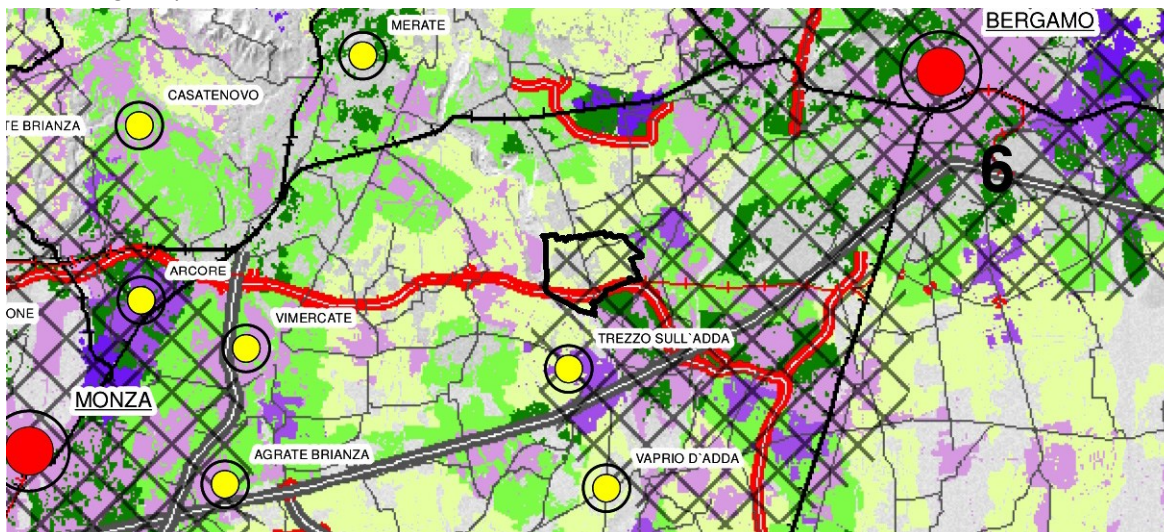 MERATE
BERGAMO
CASATENOVO
TE BRIANZA
6
ARCORE
ONE
VIMERCATE
TREZZO SULL`ADDA
MONZA
AGRATE BRIANZA
VAPRIO D`ADDA